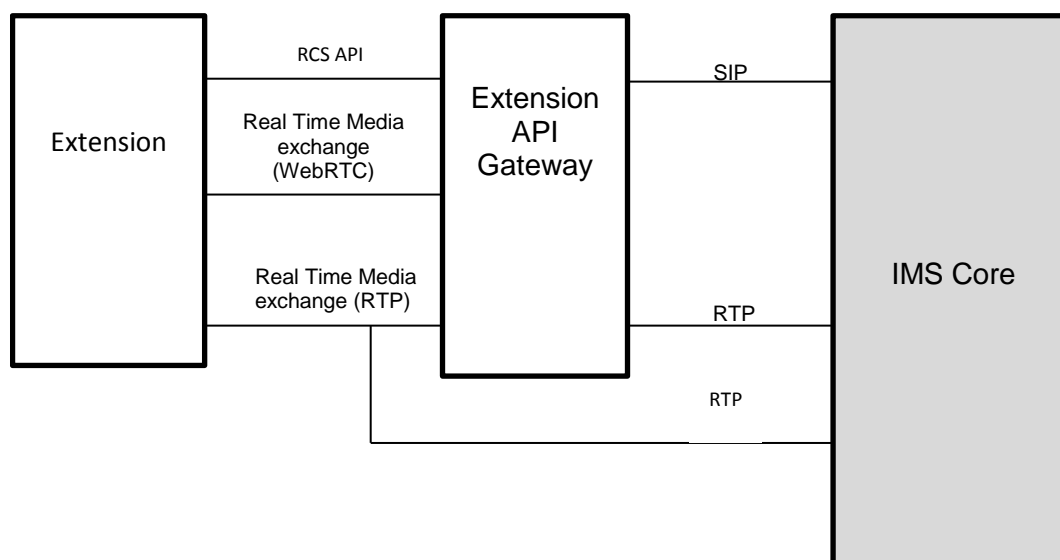 Extension
RCS API
Real Time Media
exchange
(WebRTC)
Real Time Media
exchange (RTP)
Extension
API
Gateway
SIP
RTP
RTP
IMS Core